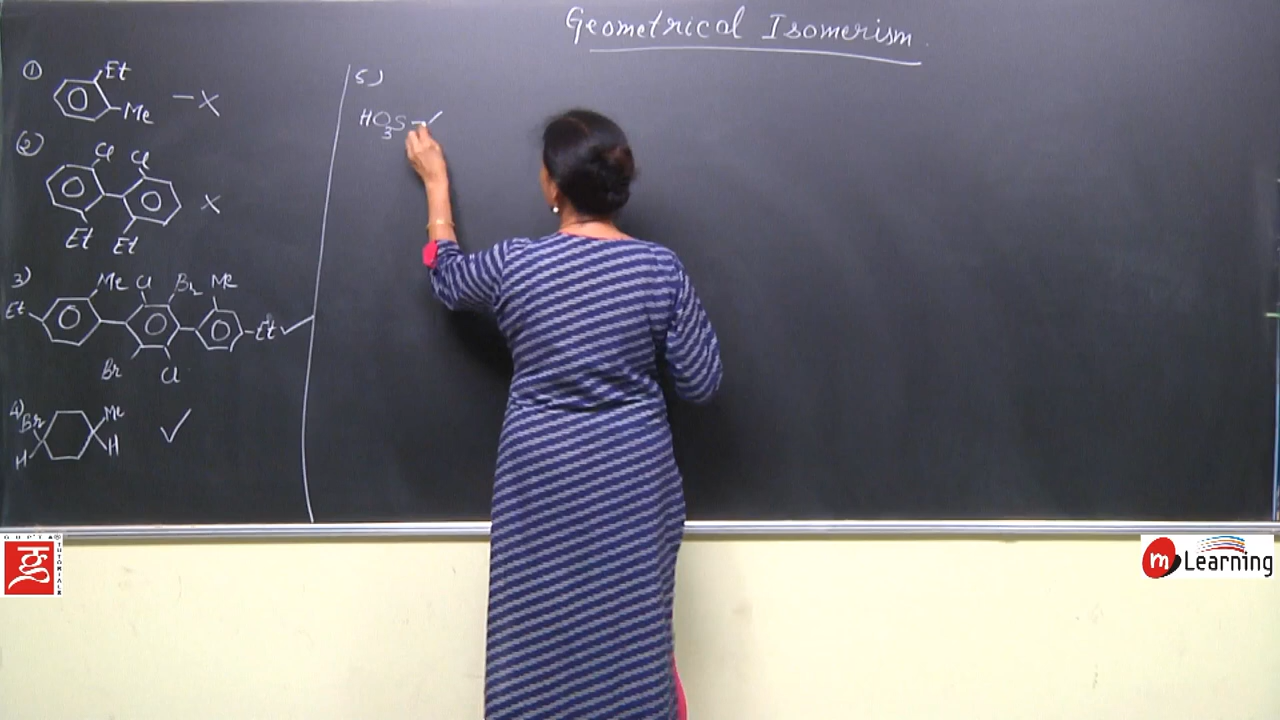 Geometrical Isomerism.
1
Et
Me
— X
2)
Cl Cl
X
Et Et
3)
Me Cl Br Me
Et
Et ✓
Br Cl
4)
Br Me
✓
H H
5)
HO3S
GUPTA®
TUTORIALS
m Learning